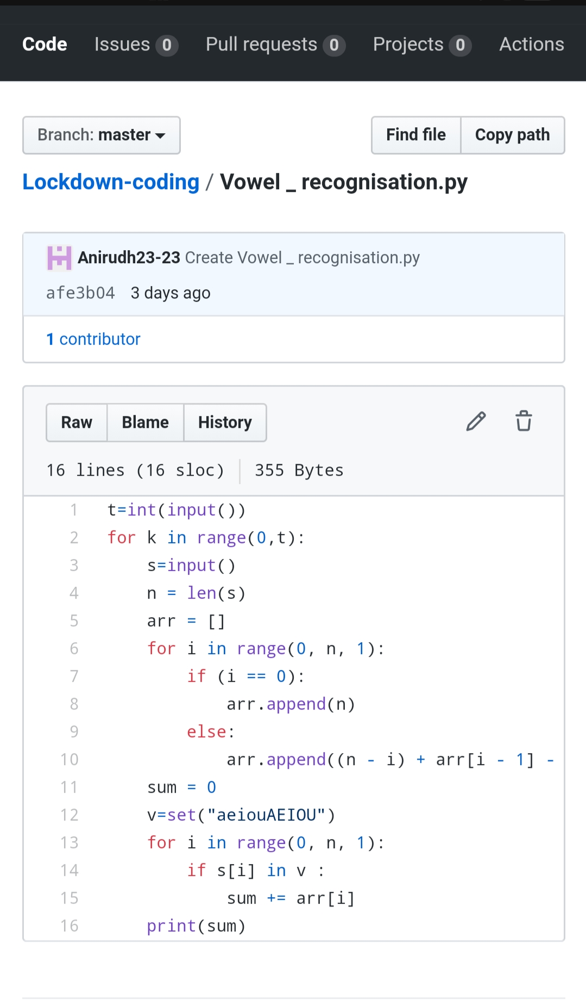 Code Issues 0 Pull requests 0 Projects 0 Actions
Branch: master Find file Copy path
Lockdown-coding / Vowel _ recognisation.py
Anirudh23-23 Create Vowel _ recognisation.py
afe3b04 3 days ago
1 contributor
Raw Blame History
16 lines (16 sloc) 355 Bytes
1 t=int(input())
2 for k in range(0,t):
3     s=input()
4     n = len(s)
5     arr = []
6     for i in range(0, n, 1):
7         if (i == 0):
8             arr.append(n)
9         else:
10             arr.append((n - i) + arr[i - 1] -
11     sum = 0
12     v=set("aeiouAEIOU")
13     for i in range(0, n, 1):
14         if s[i] in v :
15             sum += arr[i]
16     print(sum)